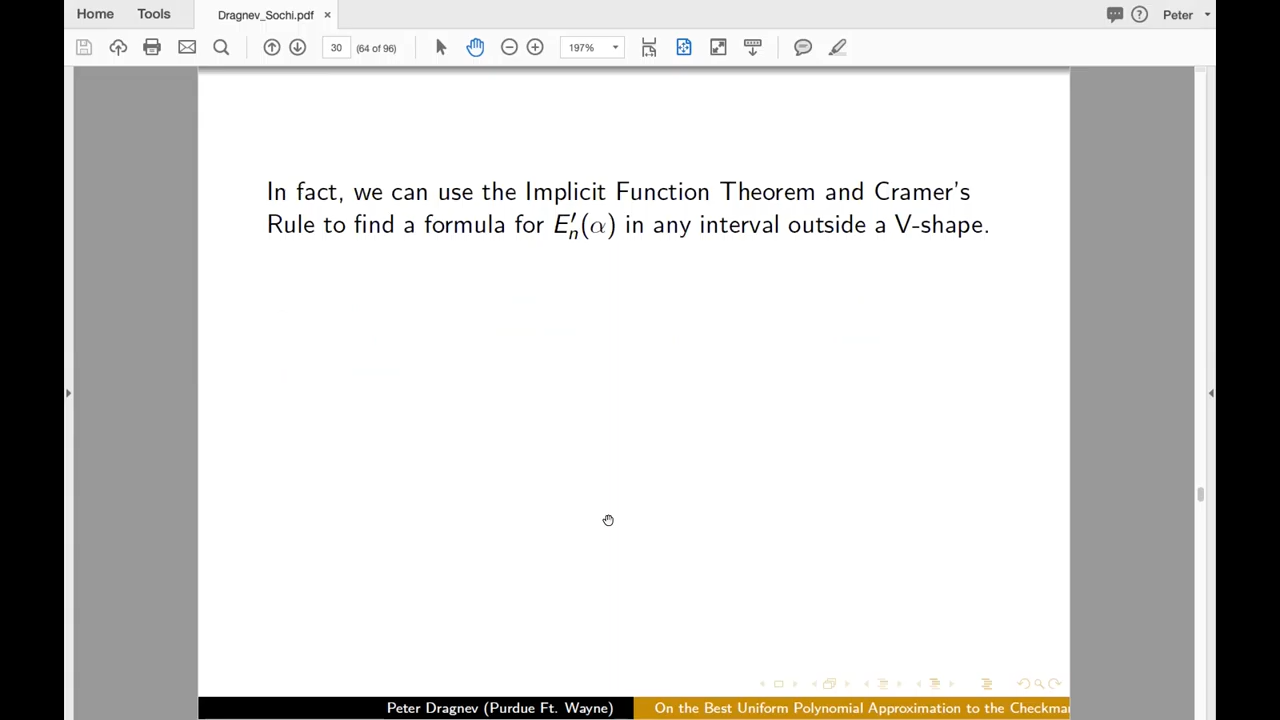 Home Tools Dragnev_Sochi.pdf × Peter
30 (64 of 96) 197%
In fact, we can use the Implicit Function Theorem and Cramer's
Rule to find a formula for E′ₙ(α) in any interval outside a V-shape.
Peter Dragnev (Purdue Ft. Wayne) On the Best Uniform Polynomial Approximation to the Checkmar